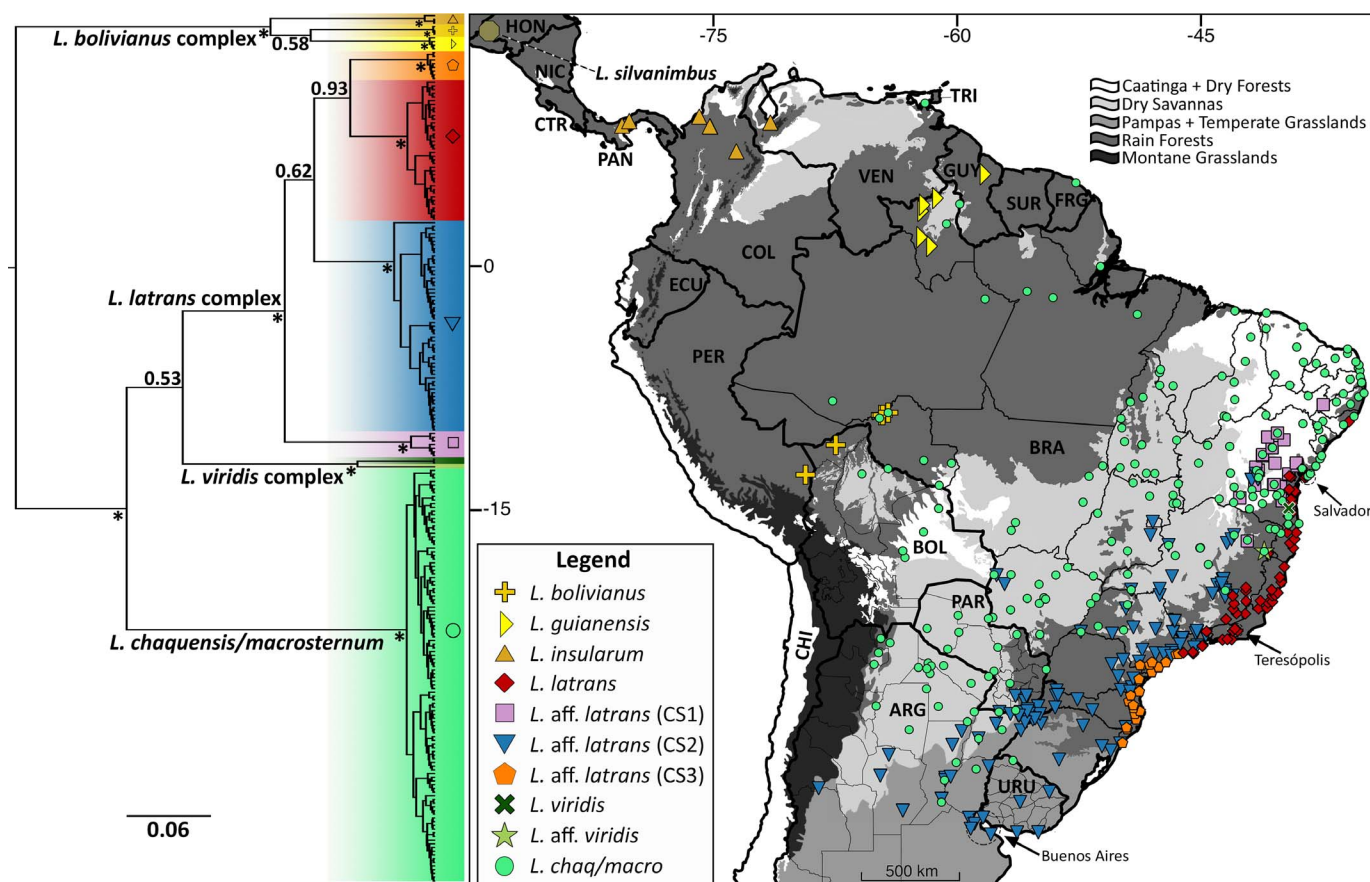 L. bolivianus complex
*
0.58
*
*
*
*
0.93
*
0.62
*
L. latrans complex
*
0.53
*
L. viridis complex
*
*
L. chaquensis/macrosternum
*
0.06
-75
-60
-45
0
-15
HON
NIC
L. silvanimbus
CTR
PAN
TRI
VEN
GUY
SUR
FRG
COL
ECU
PER
BRA
BOL
PAR
CHI
ARG
URU
Caatinga + Dry Forests
Dry Savannas
Pampas + Temperate Grasslands
Rain Forests
Montane Grasslands
Salvador
Teresópolis
Buenos Aires
500 km
Legend
L. bolivianus
L. guianensis
L. insularum
L. latrans
L. aff. latrans (CS1)
L. aff. latrans (CS2)
L. aff. latrans (CS3)
L. viridis
L. aff. viridis
L. chaq/macro